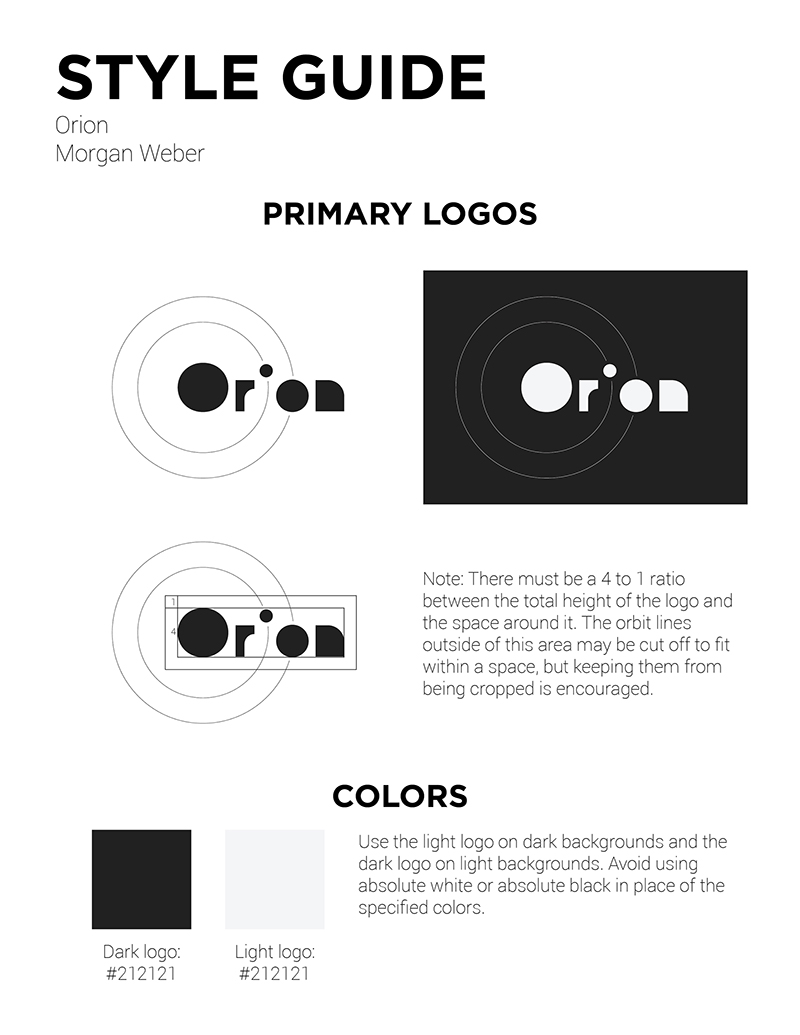 STYLE GUIDE
Orion
Morgan Weber
PRIMARY LOGOS
Orion
Orion
1
4
Orion
Note: There must be a 4 to 1 ratio
between the total height of the logo and
the space around it. The orbit lines
outside of this area may be cut off to fit
within a space, but keeping them from
being cropped is encouraged.
COLORS
Use the light logo on dark backgrounds and the
dark logo on light backgrounds. Avoid using
absolute white or absolute black in place of the
specified colors.
Dark logo:
#212121
Light logo:
#212121